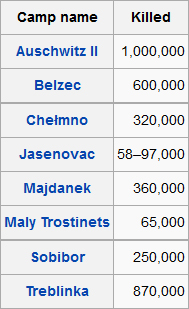 Camp name Killed
Auschwitz II 1,000,000
Belzec 600,000
Chełmno 320,000
Jasenovac 58–97,000
Majdanek 360,000
Maly Trostinets 65,000
Sobibor 250,000
Treblinka 870,000